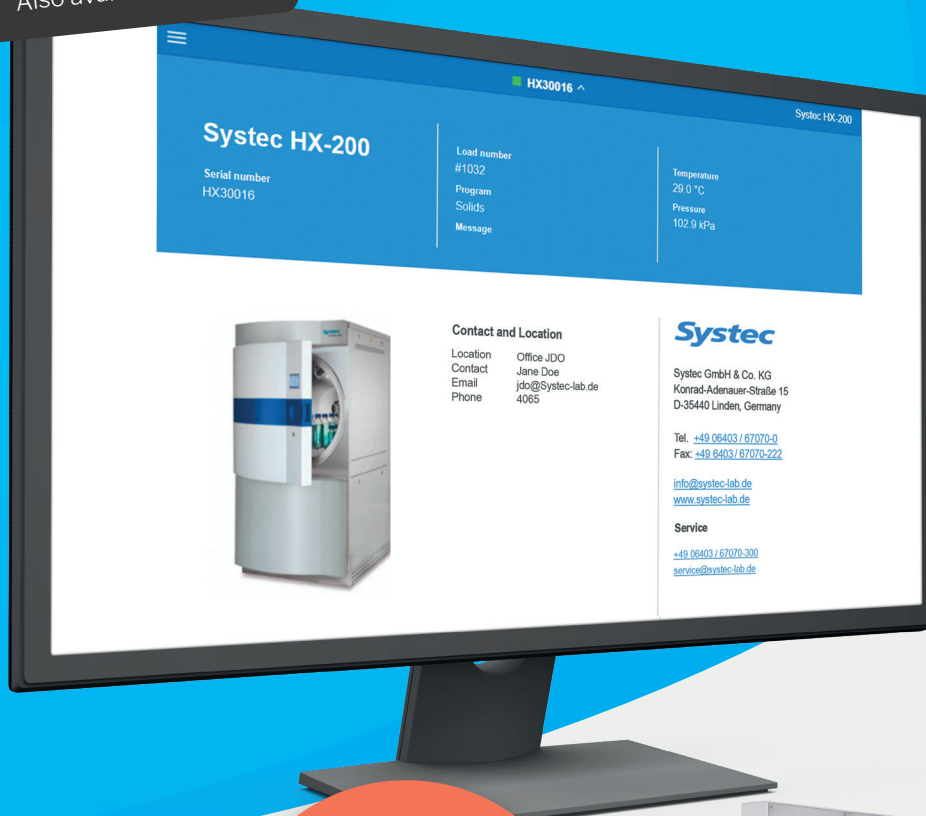 Also
HX30016
Systec HX-200
Systec HX-200
Serial number
HX30016
Load number
#1032
Program
Solids
Message
Temperature
29.0 °C
Pressure
102.9 kPa
Systec
Contact and Location
Location Office JDO
Contact Jane Doe
Email jdo@Systec-lab.de
Phone 4065
Systec
Systec GmbH & Co. KG
Konrad-Adenauer-Straße 15
D-35440 Linden, Germany
Tel. +49 06403 / 67070-0
Fax: +49 6403 / 67070-222
info@systec-lab.de
www.systec-lab.de
Service
+49 06403 / 67070-300
service@systec-lab.de